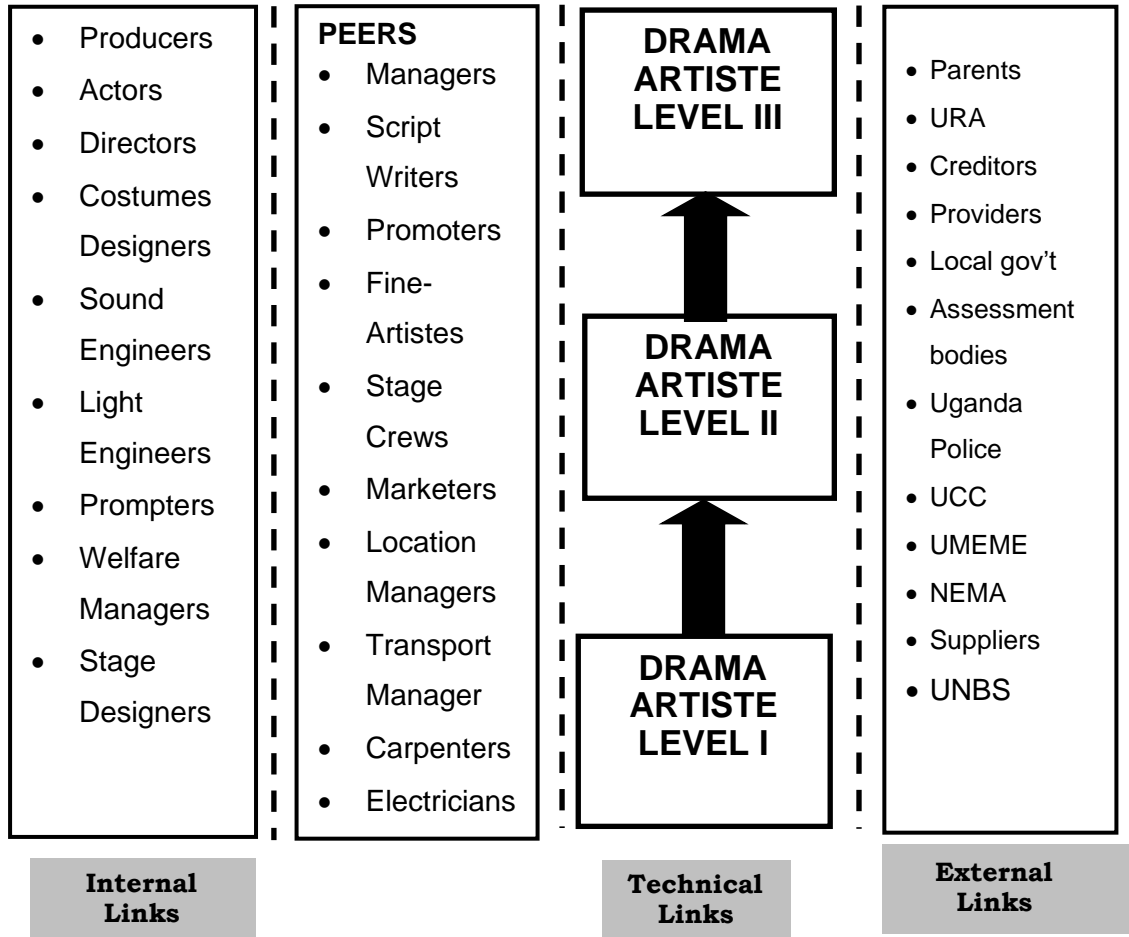 • Producers
• Actors
• Directors
• Costumes
Designers
• Sound
Engineers
• Light
Engineers
• Prompters
• Welfare
Managers
• Stage
Designers
PEERS
• Managers
• Script
Writers
• Promoters
• Fine-
Artistes
• Stage
Crews
• Marketers
• Location
Managers
• Transport
Manager
• Carpenters
• Electricians
DRAMA
ARTISTE
LEVEL III
DRAMA
ARTISTE
LEVEL II
DRAMA
ARTISTE
LEVEL I
• Parents
• URA
• Creditors
• Providers
• Local gov't
• Assessment
bodies
• Uganda
Police
• UCC
• UMEME
• NEMA
• Suppliers
• UNBS
Internal
Links
Technical
Links
External
Links